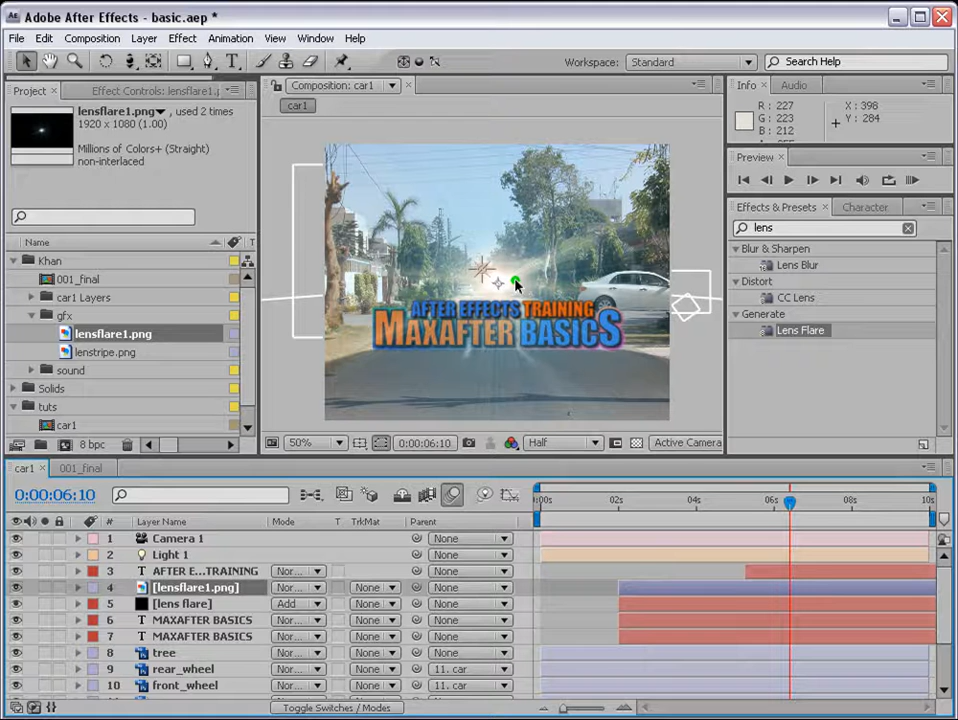 Adobe After Effects - basic.aep *
File Edit Composition Layer Effect Animation View Window Help
Workspace: Standard Search Help
Project Effect Controls: lensflare1.p
Composition: car1
Info Audio
lensflare1.png, used 2 times
1920 x 1080 (1.00)
Millions of Colors+ (Straight)
non-interlaced
car1
R: 227
G: 223
B: 212
X: 398
Y: 284
Preview
Effects & Presets Character
lens
Blur & Sharpen
Lens Blur
Distort
CC Lens
Generate
Lens Flare
Name T
Khan
001_final
car1 Layers
gfx
lensflare1.png
lenstripe.png
sound
Solids
tuts
car1
AFTER EFFECTS TRAINING
MAXAFTER BASICS
8 bpc
50% 0:00:06:10 Half Active Camera
car1 001_final
0:00:06:10
:00s 02s 04s 06s 08s 10s
# Layer Name Mode T TrkMat Parent
1 Camera 1 None
2 Light 1 None
3 T AFTER E...TRAINING Nor... None
4 [lensflare1.png] Nor... None None
5 [lens flare] Add None None
6 T MAXAFTER BASICS Nor... None None
7 T MAXAFTER BASICS Nor... None None
8 tree Nor... None None
9 rear_wheel Nor... None 11. car
10 front_wheel Nor... None 11. car
Toggle Switches / Modes